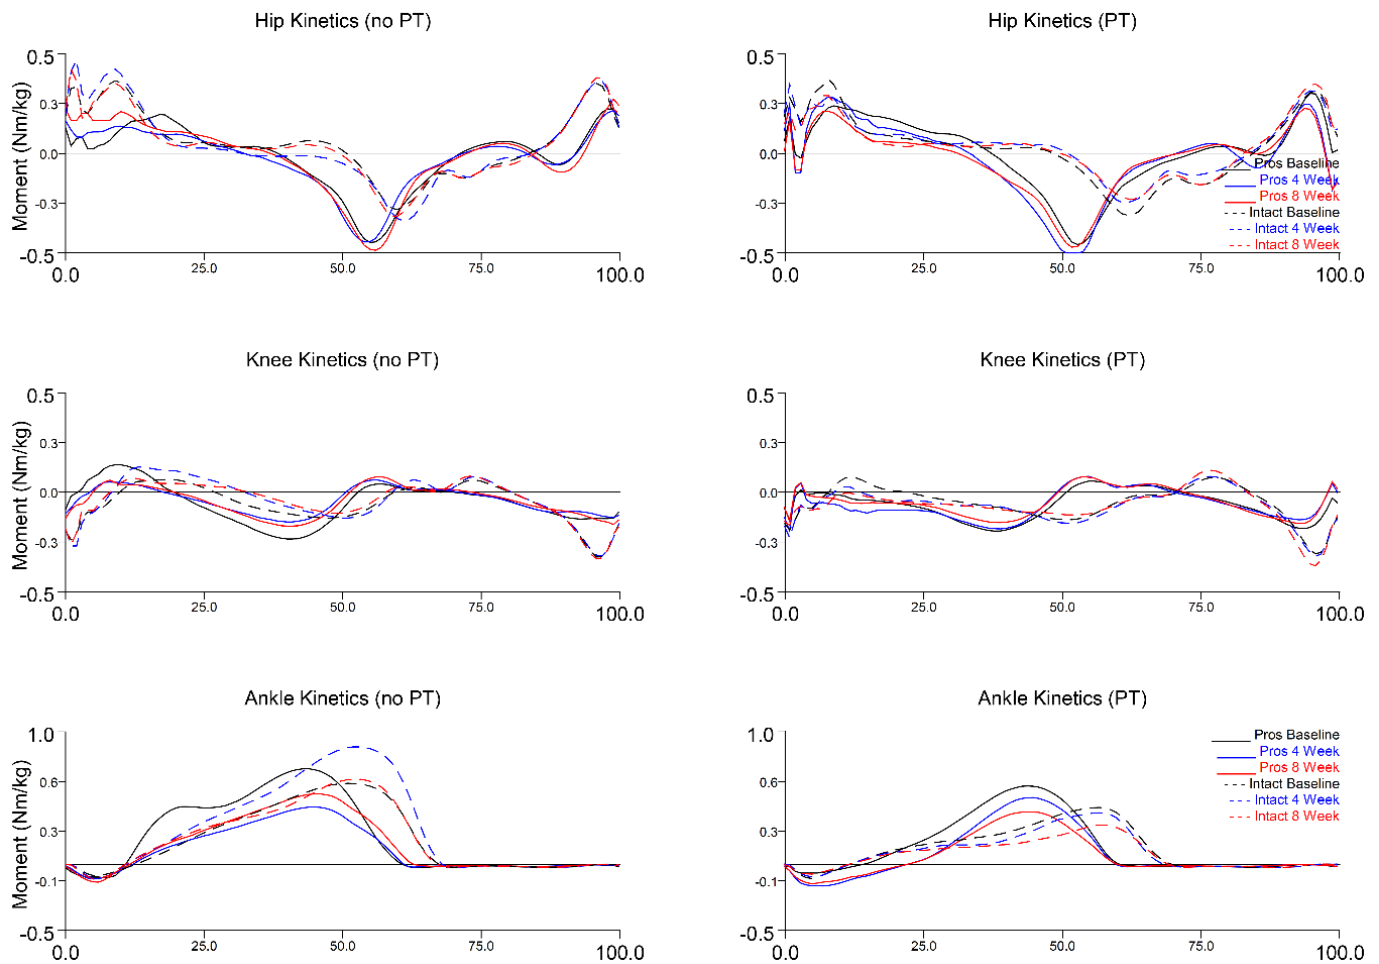 Hip Kinetics (no PT)
Moment (Nm/kg)
0.5
0.3
0.0
-0.3
-0.5
0.0 25.0 50.0 75.0 100.0
Hip Kinetics (PT)
0.5
0.3
0.0
-0.3
-0.5
0.0 25.0 50.0 75.0 100.0
Pros Baseline
Pros 4 Week
Pros 8 Week
Intact Baseline
Intact 4 Week
Intact 8 Week
Knee Kinetics (no PT)
Moment (Nm/kg)
0.5
0.3
0.0
-0.3
-0.5
0.0 25.0 50.0 75.0 100.0
Knee Kinetics (PT)
0.5
0.3
0.0
-0.3
-0.5
0.0 25.0 50.0 75.0 100.0
Ankle Kinetics (no PT)
Moment (Nm/kg)
1.0
0.6
0.3
-0.1
-0.5
0.0 25.0 50.0 75.0 100.0
Ankle Kinetics (PT)
1.0
0.6
0.3
-0.1
-0.5
0.0 25.0 50.0 75.0 100.0
Pros Baseline
Pros 4 Week
Pros 8 Week
Intact Baseline
Intact 4 Week
Intact 8 Week